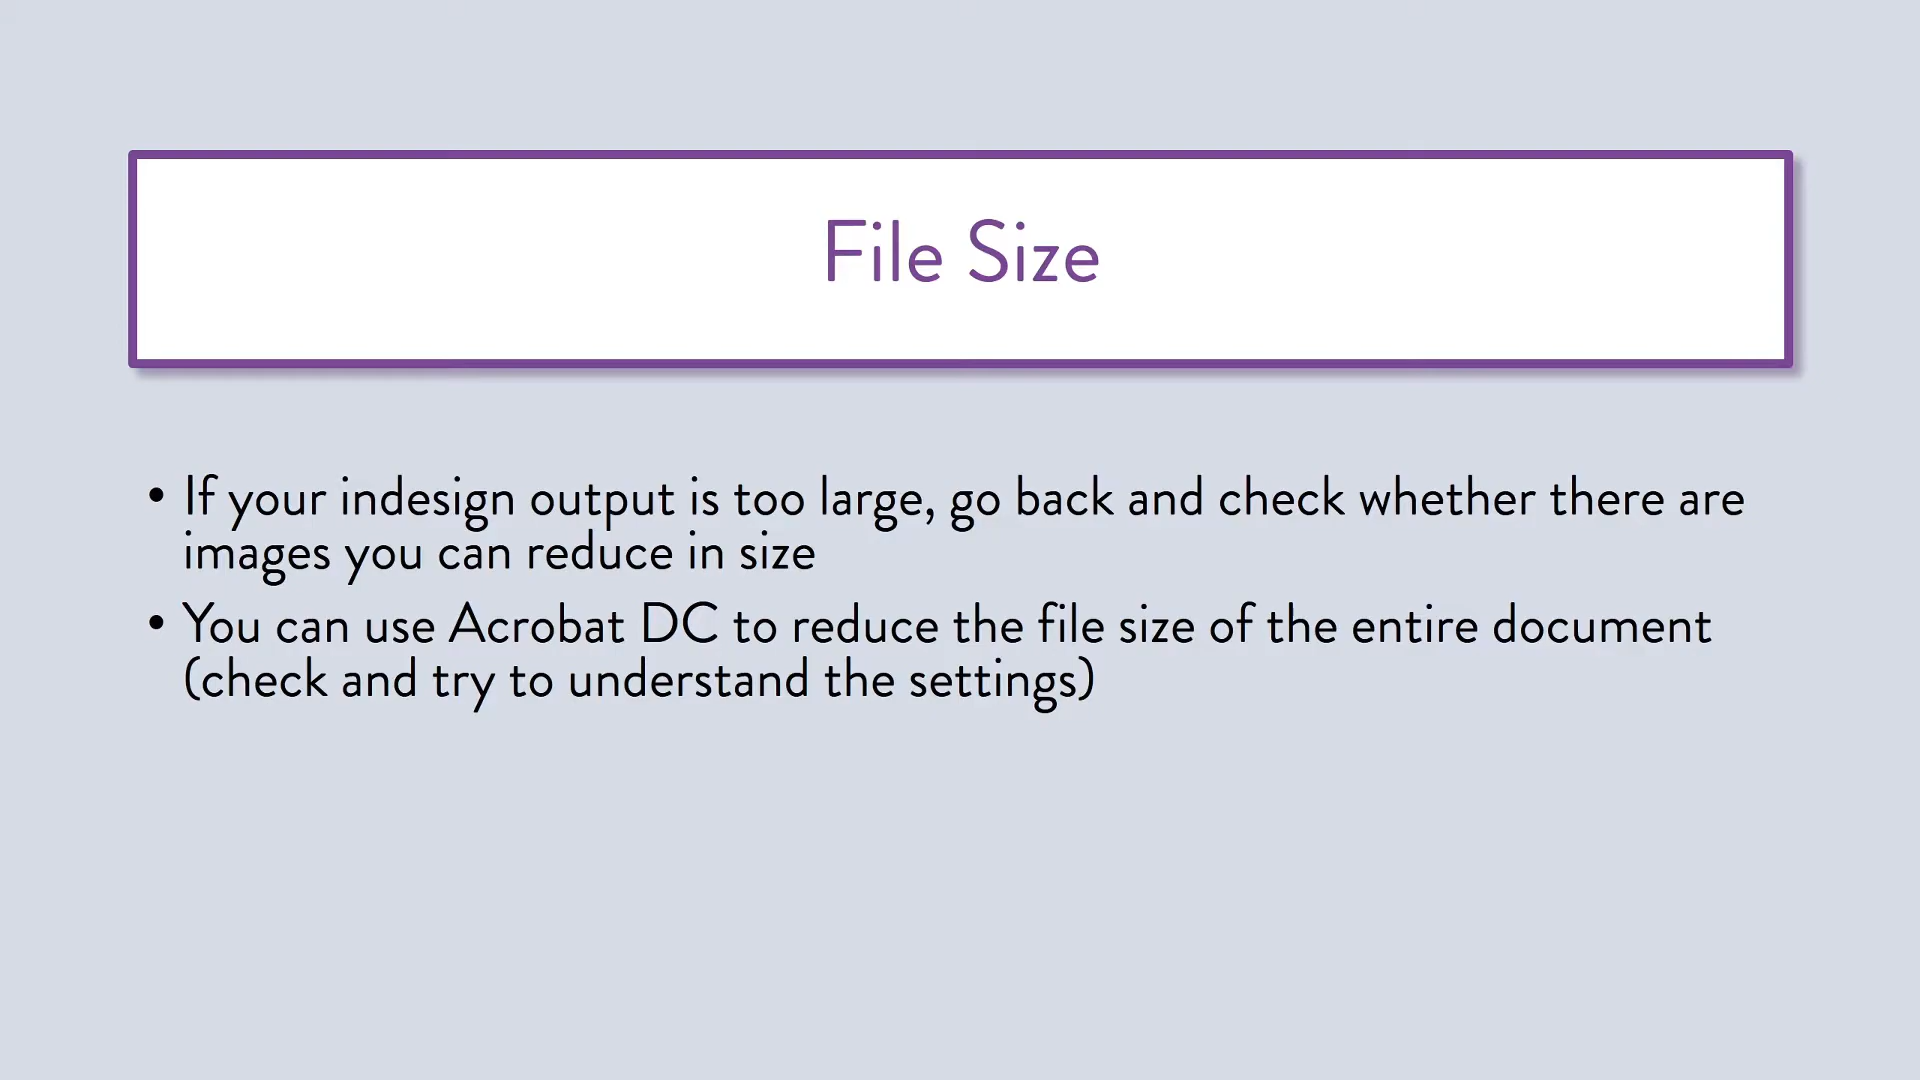 File Size
• If your indesign output is too large, go back and check whether there are
images you can reduce in size
• You can use Acrobat DC to reduce the file size of the entire document
(check and try to understand the settings)